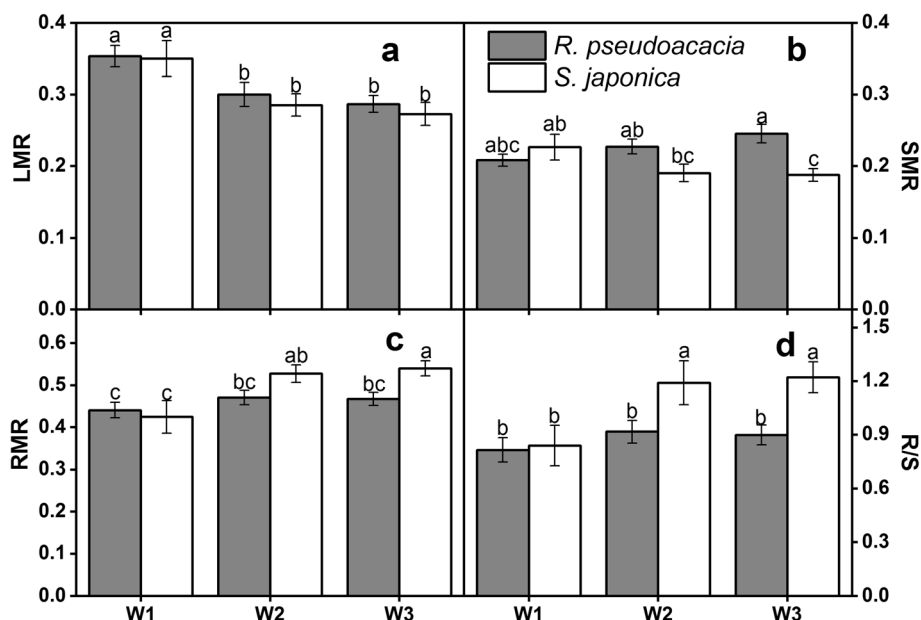 0.4
0.3
0.2
0.1
0.0
LMR
a
a
a
b
b
b
b
0.4
0.3
0.2
0.1
0.0
SMR
b
R. pseudoacacia
S. japonica
abc
ab
ab
bc
a
c
0.6
0.5
0.4
0.3
0.2
0.1
0.0
RMR
c
c
c
bc
ab
bc
a
W1
W2
W3
1.5
1.2
0.9
0.6
0.3
0.0
R/S
d
b
b
b
a
b
a
W1
W2
W3